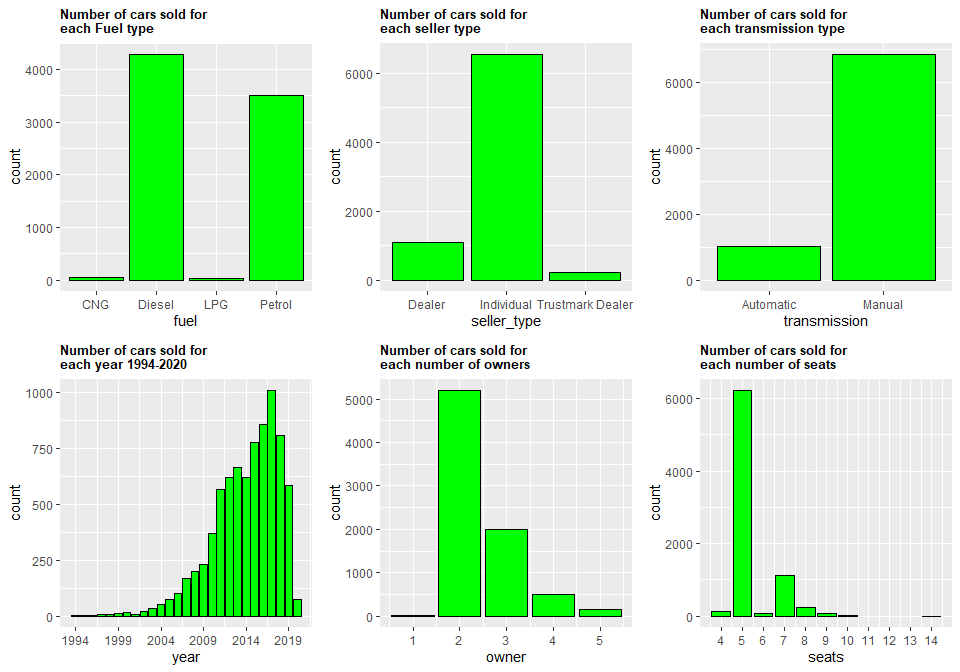 Number of cars sold for
each Fuel type
count
4000
3000
2000
1000
0
CNG Diesel LPG Petrol
fuel
Number of cars sold for
each seller type
count
6000
4000
2000
0
Dealer Individual Trustmark Dealer
seller_type
Number of cars sold for
each transmission type
count
6000
4000
2000
0
Automatic Manual
transmission
Number of cars sold for
each year 1994-2020
count
1000
750
500
250
0
1994 1999 2004 2009 2014 2019
year
Number of cars sold for
each number of owners
count
5000
4000
3000
2000
1000
0
1 2 3 4 5
owner
Number of cars sold for
each number of seats
count
6000
4000
2000
0
4 5 6 7 8 9 10 11 12 13 14
seats